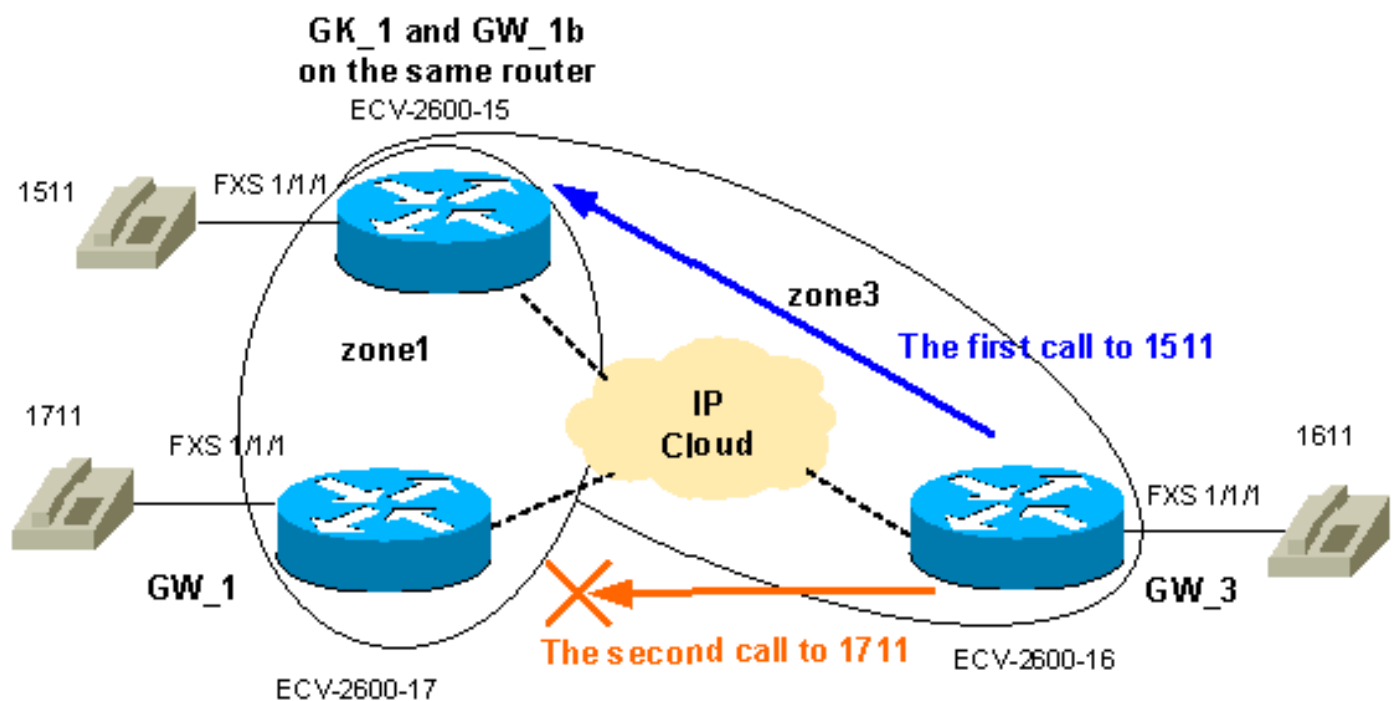 GK_1 and GW_1b
on the same router
ECV-2600-15
1511
FXS 1/1/1
zone3
zone1
The first call to 1511
IP
Cloud
1711
FXS 1/1/1
1611
FXS 1/1/1
GW_1
GW_3
The second call to 1711
ECV-2600-16
ECV-2600-17